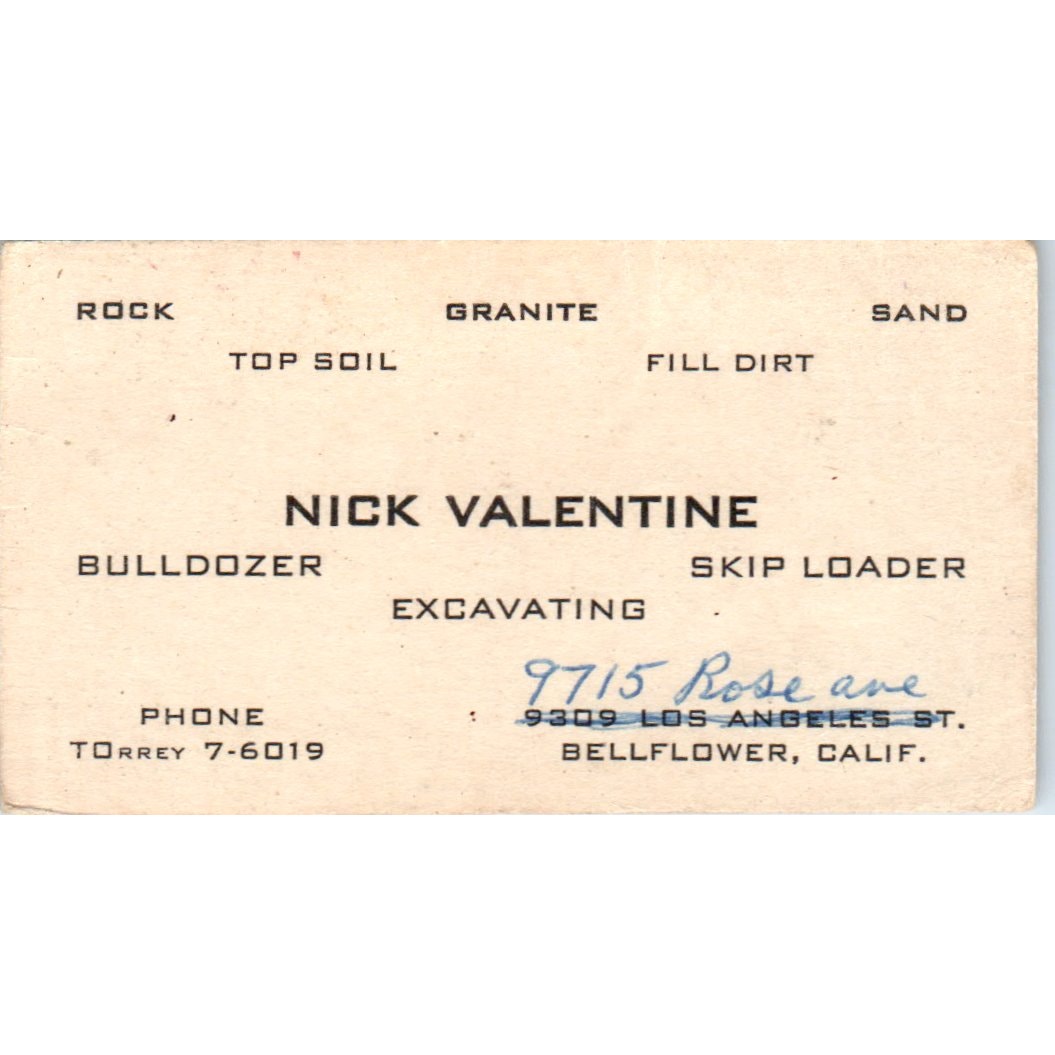 ROCK GRANITE SAND
TOP SOIL FILL DIRT
NICK VALENTINE
BULLDOZER SKIP LOADER
EXCAVATING
9715 Rose ave
PHONE 9309 LOS ANGELES ST.
TORREY 7-6019 BELLFLOWER, CALIF.